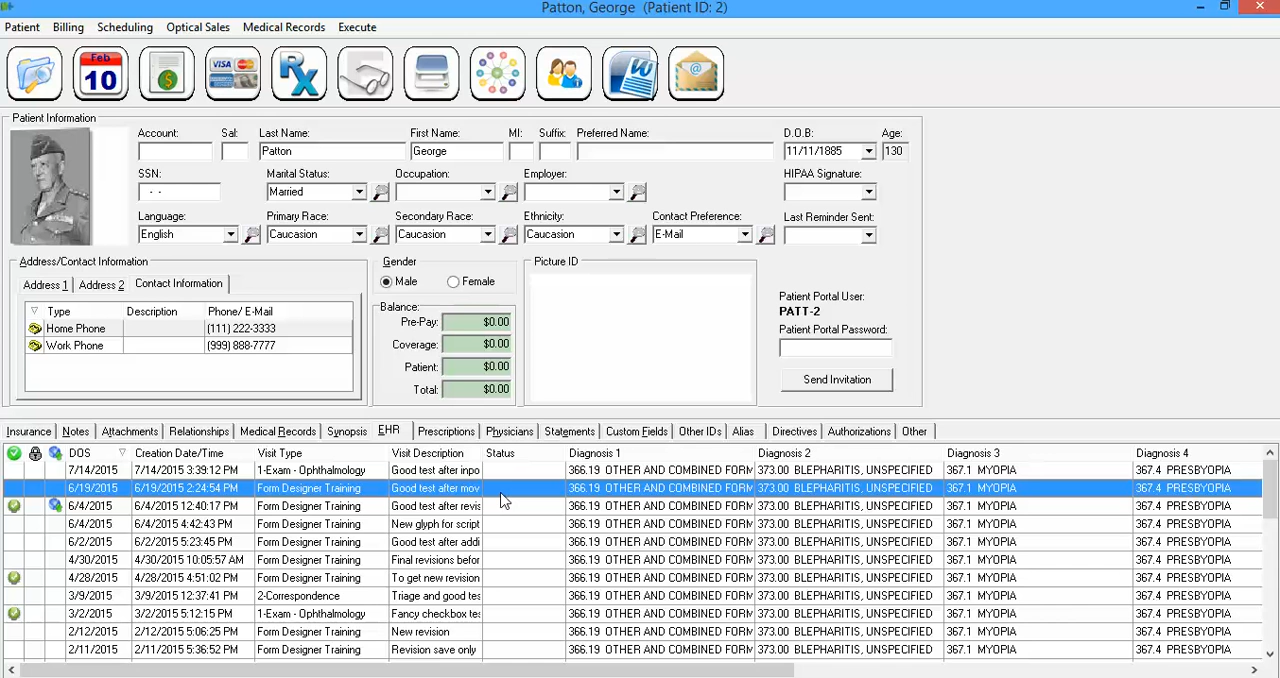 Patton, George (Patient ID: 2)
Patient Billing Scheduling Optical Sales Medical Records Execute
Feb 10 VISA Rx W @
Patient Information
Account: Sal: Last Name: First Name: MI: Suffix: Preferred Name: D.O.B: Age:
Patton George 11/11/1885 130
SSN: Marital Status: Occupation: Employer: HIPAA Signature:
- - Married
Language: Primary Race: Secondary Race: Ethnicity: Contact Preference: Last Reminder Sent:
English Caucasion Caucasion Caucasion E-Mail
Address/Contact Information Gender Picture ID
Address 1 Address 2 Contact Information Male Female
Type Description Phone/ E-Mail
Home Phone (111) 222-3333
Work Phone (999) 888-7777
Balance:
Pre-Pay: $0.00
Coverage: $0.00
Patient: $0.00
Total: $0.00
Patient Portal User:
PATT-2
Patient Portal Password:
Send Invitation
Insurance Notes Attachments Relationships Medical Records Synopsis EHR Prescriptions Physicians Statements Custom Fields Other IDs Alias Directives Authorizations Other
DOS Creation Date/Time Visit Type Visit Description Status Diagnosis 1 Diagnosis 2 Diagnosis 3 Diagnosis 4
7/14/2015 7/14/2015 3:39:12 PM 1-Exam - Ophthalmology Good test after inpo 366.19 OTHER AND COMBINED FORM 373.00 BLEPHARITIS, UNSPECIFIED 367.1 MYOPIA 367.4 PRESBYOPIA
6/19/2015 6/19/2015 2:24:54 PM Form Designer Training Good test after mov 366.19 OTHER AND COMBINED FORM 373.00 BLEPHARITIS, UNSPECIFIED 367.1 MYOPIA 367.4 PRESBYOPIA
6/4/2015 6/4/2015 12:40:17 PM Form Designer Training Good test after revis 366.19 OTHER AND COMBINED FORM 373.00 BLEPHARITIS, UNSPECIFIED 367.1 MYOPIA 367.4 PRESBYOPIA
6/4/2015 6/4/2015 4:42:43 PM Form Designer Training New glyph for script 366.19 OTHER AND COMBINED FORM 373.00 BLEPHARITIS, UNSPECIFIED 367.1 MYOPIA 367.4 PRESBYOPIA
6/2/2015 6/2/2015 5:23:45 PM Form Designer Training Good test after addi 366.19 OTHER AND COMBINED FORM 373.00 BLEPHARITIS, UNSPECIFIED 367.1 MYOPIA 367.4 PRESBYOPIA
4/30/2015 4/30/2015 10:05:57 AM Form Designer Training Final revisions befor 366.19 OTHER AND COMBINED FORM 373.00 BLEPHARITIS, UNSPECIFIED 367.1 MYOPIA 367.4 PRESBYOPIA
4/28/2015 4/28/2015 4:51:02 PM Form Designer Training To get new revision 366.19 OTHER AND COMBINED FORM 373.00 BLEPHARITIS, UNSPECIFIED 367.1 MYOPIA 367.4 PRESBYOPIA
3/9/2015 3/9/2015 12:37:41 PM 2-Correspondence Triage and good tes 366.19 OTHER AND COMBINED FORM 373.00 BLEPHARITIS, UNSPECIFIED 367.1 MYOPIA 367.4 PRESBYOPIA
3/2/2015 3/2/2015 5:12:15 PM 1-Exam - Ophthalmology Fancy checkbox tes 366.19 OTHER AND COMBINED FORM 373.00 BLEPHARITIS, UNSPECIFIED 367.1 MYOPIA 367.4 PRESBYOPIA
2/12/2015 2/12/2015 5:06:25 PM Form Designer Training New revision 366.19 OTHER AND COMBINED FORM 373.00 BLEPHARITIS, UNSPECIFIED 367.1 MYOPIA 367.4 PRESBYOPIA
2/11/2015 2/11/2015 5:36:52 PM Form Designer Training Revision save only 366.19 OTHER AND COMBINED FORM 373.00 BLEPHARITIS, UNSPECIFIED 367.1 MYOPIA 367.4 PRESBYOPIA